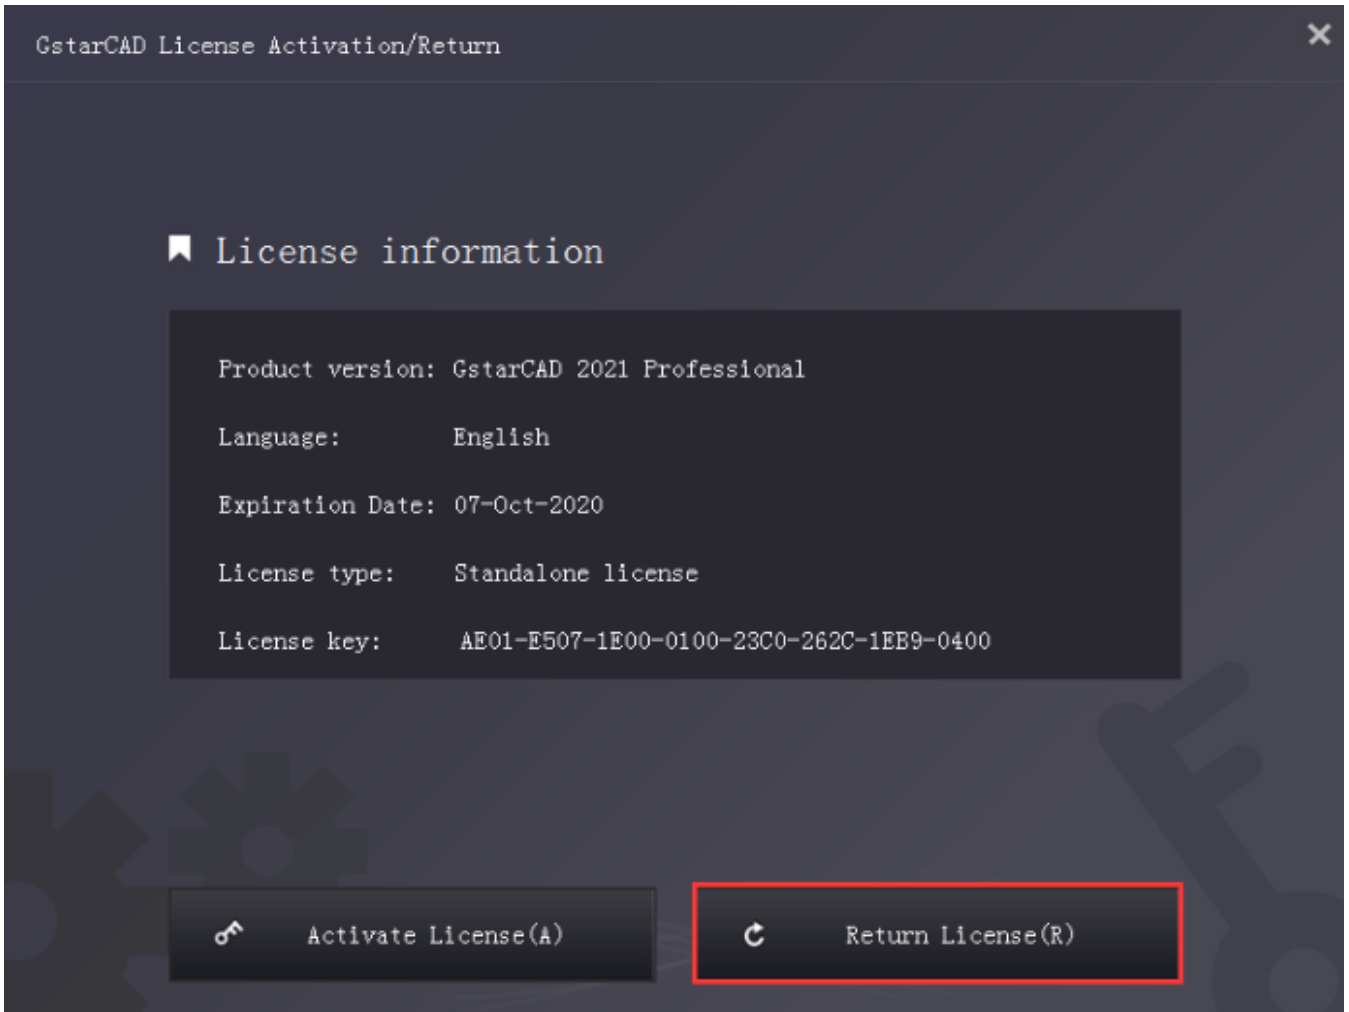 GstarCAD License Activation/Return
License information
Product version: GstarCAD 2021 Professional
Language: English
Expiration Date: 07-Oct-2020
License type: Standalone license
License key: AE01-E507-1E00-0100-23C0-262C-1EB9-0400
Activate License(A)
Return License(R)